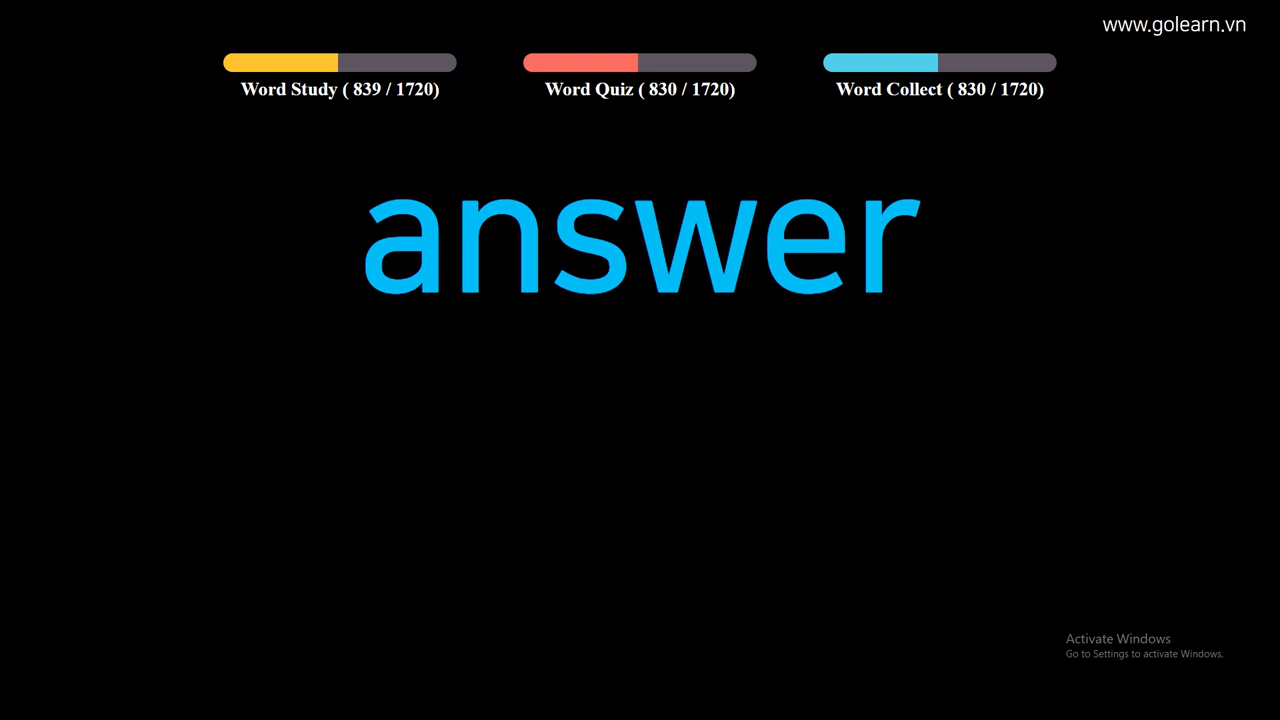 www.golearn.vn
Word Study ( 839 / 1720)
Word Quiz ( 830 / 1720)
Word Collect ( 830 / 1720)
answer
Activate Windows
Go to Settings to activate Windows.